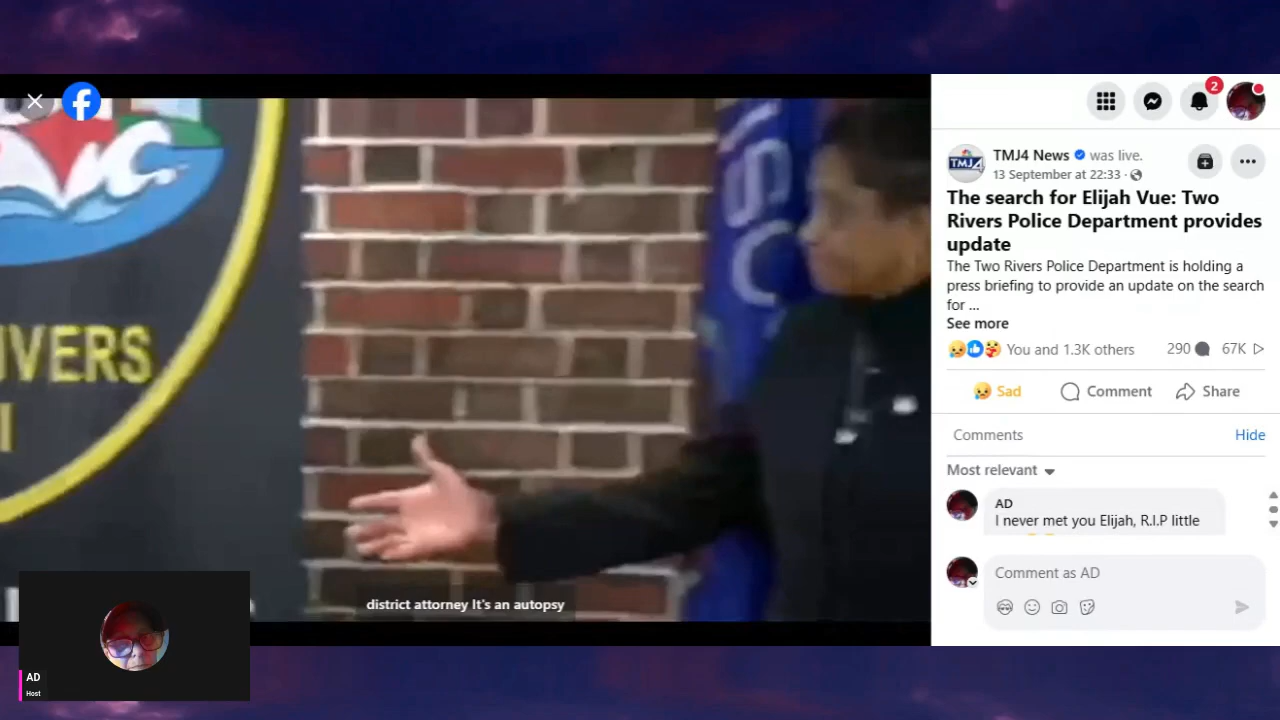 IVERS
I
district attorney It's an autopsy
AD
Host
2
TMJ4
TMJ4 News was live.
13 September at 22:33 ·
The search for Elijah Vue: Two
Rivers Police Department provides
update
The Two Rivers Police Department is holding a
press briefing to provide an update on the search
for ...
See more
You and 1.3K others 290 67K
Sad Comment Share
Comments Hide
Most relevant
AD
I never met you Elijah, R.I.P little
Comment as AD